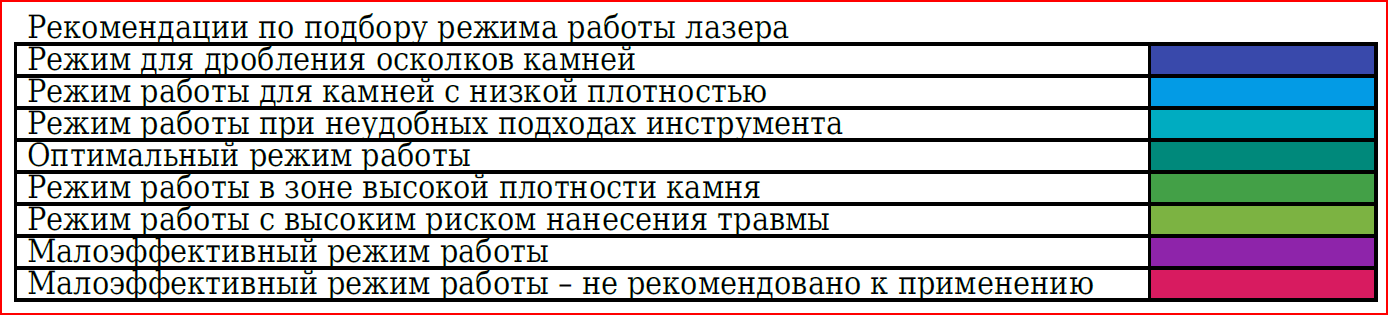 Рекомендации по подбору режима работы лазера
Режим для дробления осколков камней
Режим работы для камней с низкой плотностью
Режим работы при неудобных подходах инструмента
Оптимальный режим работы
Режим работы в зоне высокой плотности камня
Режим работы с высоким риском нанесения травмы
Малоэффективный режим работы
Малоэффективный режим работы – не рекомендовано к применению